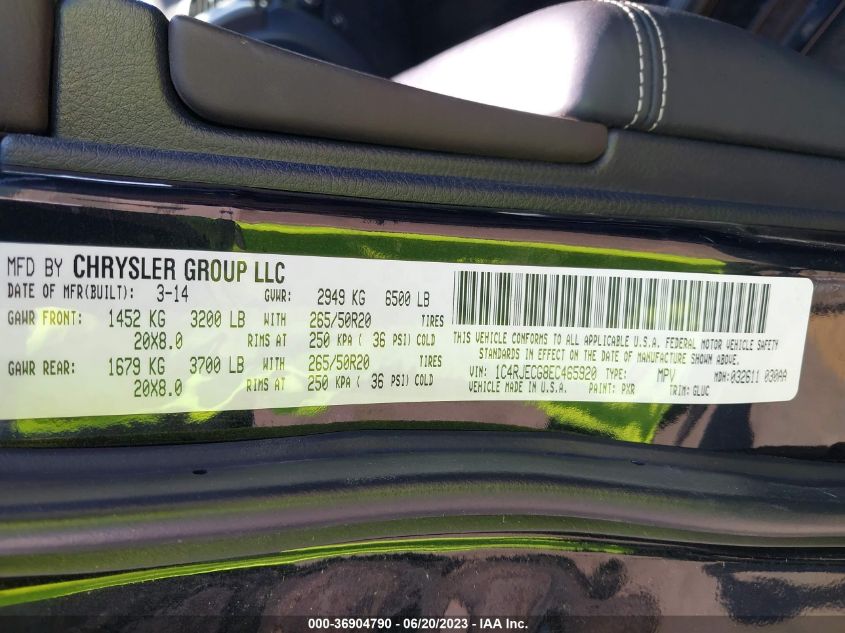 MFD BY CHRYSLER GROUP LLC
DATE OF MFR(BUILT): 3-14 GVWR: 2949 KG 6500 LB
GAWR FRONT: 1452 KG 3200 LB WITH 265/50R20 TIRES
20X8.0 RIMS AT 250 KPA ( 36 PSI) COLD
GAWR REAR: 1679 KG 3700 LB WITH 265/50R20 TIRES
20X8.0 RIMS AT 250 KPA ( 36 PSI) COLD
THIS VEHICLE CONFORMS TO ALL APPLICABLE U.S.A. FEDERAL MOTOR VEHICLE SAFETY
STANDARDS IN EFFECT ON THE DATE OF MANUFACTURE SHOWN ABOVE.
VIN: 1C4RJECG8EC465920 TYPE: MPV MDH: 032611 030AA
VEHICLE MADE IN U.S.A. PAINT: PXR TRIM: GLUC
000-36904790 - 06/20/2023 - IAA Inc.